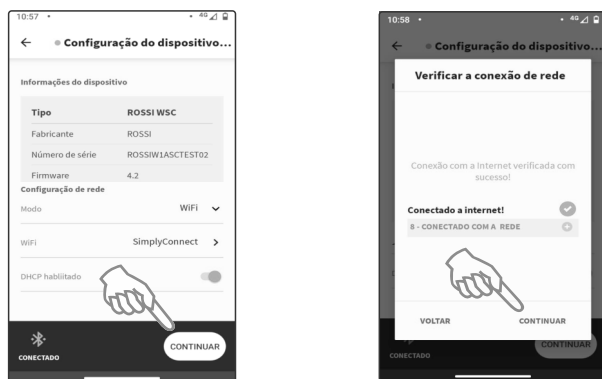 10:57
4G
← Configuração do dispositivo...
Informações do dispositivo
Tipo ROSSI WSC
Fabricante ROSSI
Número de série ROSSIW1ASCTEST02
Firmware 4.2
Configuração de rede
Modo WiFi
WiFi SimplyConnect
DHCP habliitado
CONECTADO
CONTINUAR
10:58
4G
← Configuração do dispositivo...
Verificar a conexão de rede
Conexão com a Internet verificada com
sucesso!
Conectado a internet!
8 - CONECTADO COM A REDE
VOLTAR CONTINUAR
CONECTADO
CONTINUAR